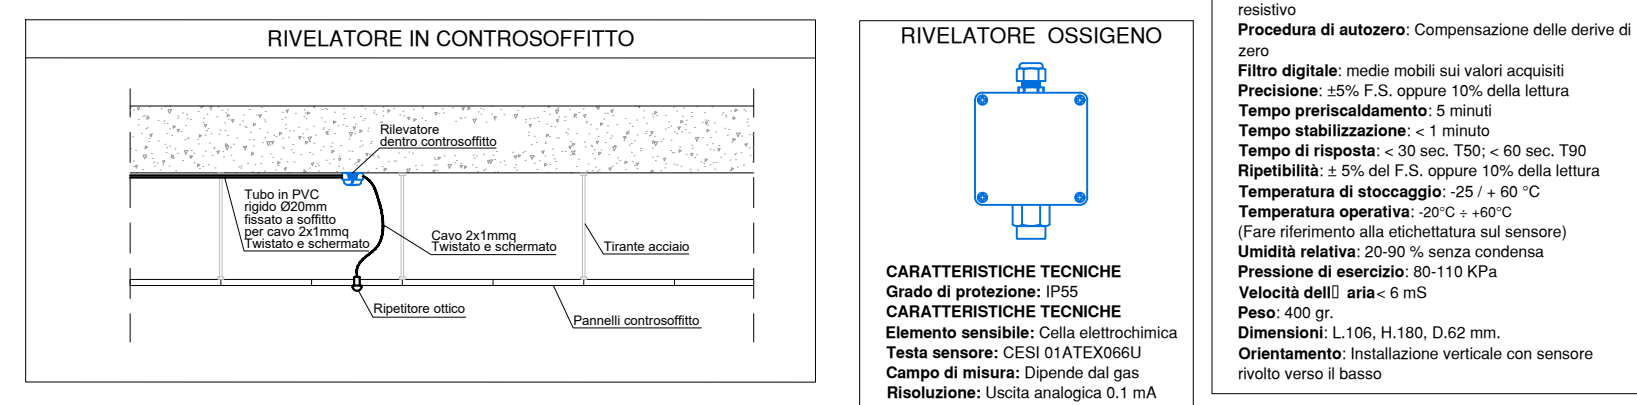 RIVELATORE IN CONTROSOFFITTO
Rilevatore
dentro controsoffitto
Tubo in PVC
rigido Ø20mm
fissato a soffitto
per cavo 2x1mmq
Twistato e schermato
Cavo 2x1mmq
Twistato e schermato
Tirante acciaio
Ripetitore ottico
Pannelli controsoffitto
RIVELATORE OSSIGENO
CARATTERISTICHE TECNICHE
Grado di protezione: IP55
CARATTERISTICHE TECNICHE
Elemento sensibile: Cella elettrochimica
Testa sensore: CESI 01ATEX066U
Campo di misura: Dipende dal gas
Risoluzione: Uscita analogica 0.1 mA
resistivo
Procedura di autozero: Compensazione delle derive di
zero
Filtro digitale: medie mobili sui valori acquisiti
Precisione: ±5% F.S. oppure 10% della lettura
Tempo preriscaldamento: 5 minuti
Tempo stabilizzazione: < 1 minuto
Tempo di risposta: < 30 sec. T50; < 60 sec. T90
Ripetibilità: ± 5% del F.S. oppure 10% della lettura
Temperatura di stoccaggio: -25 / + 60 °C
Temperatura operativa: -20°C ÷ +60°C
(Fare riferimento alla etichettatura sul sensore)
Umidità relativa: 20-90 % senza condensa
Pressione di esercizio: 80-110 KPa
Velocità dell▯ aria< 6 mS
Peso: 400 gr.
Dimensioni: L.106, H.180, D.62 mm.
Orientamento: Installazione verticale con sensore
rivolto verso il basso